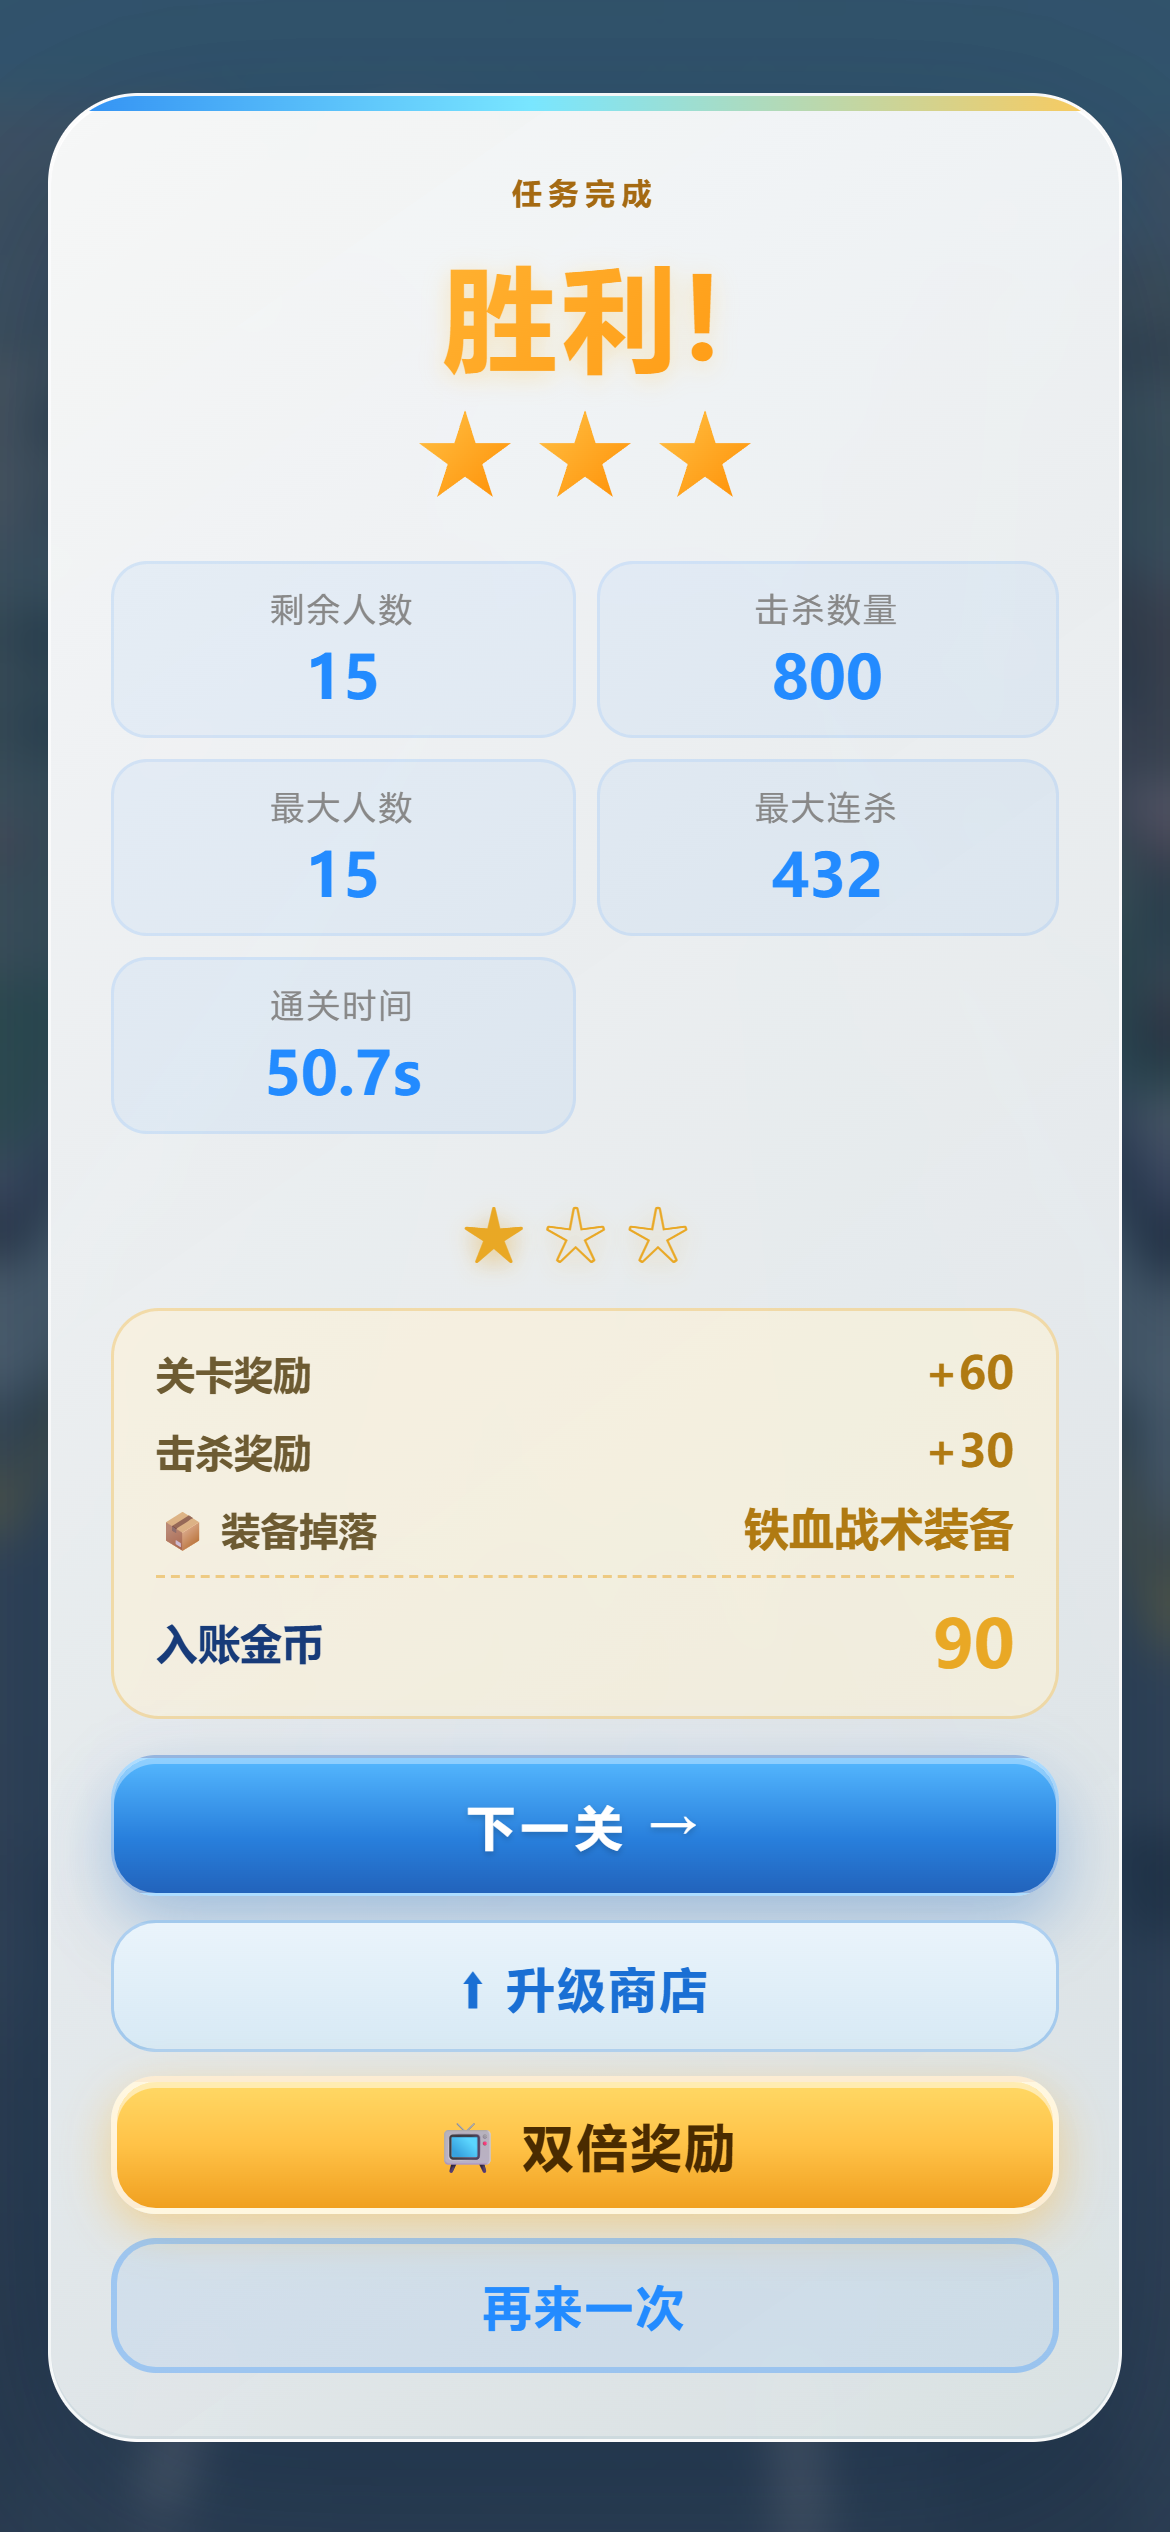 任务完成
胜利!
★ ★ ★
剩余人数
15
击杀数量
800
最大人数
15
最大连杀
432
通关时间
50.7s
★ ☆ ☆
关卡奖励 +60
击杀奖励 +30
📦 装备掉落 铁血战术装备
入账金币 90
下一关 →
⬆ 升级商店
📺 双倍奖励
再来一次